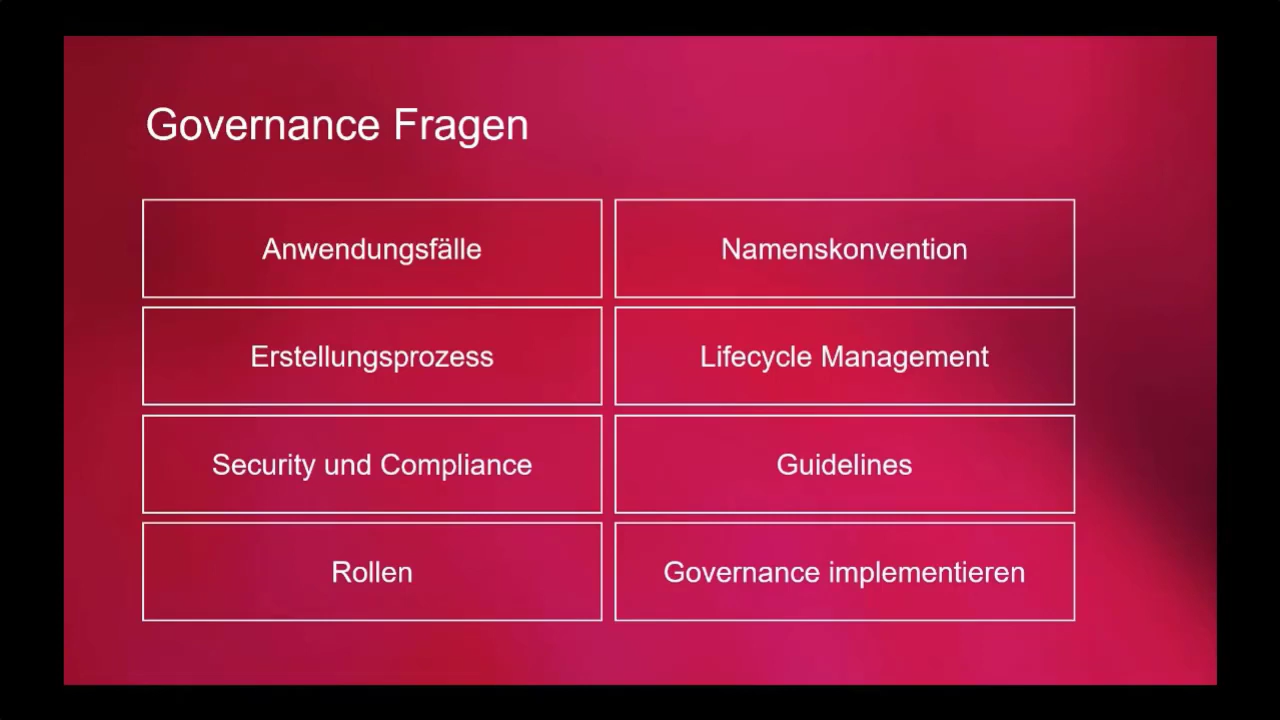 Governance Fragen
Anwendungsfälle
Namenskonvention
Erstellungsprozess
Lifecycle Management
Security und Compliance
Guidelines
Rollen
Governance implementieren